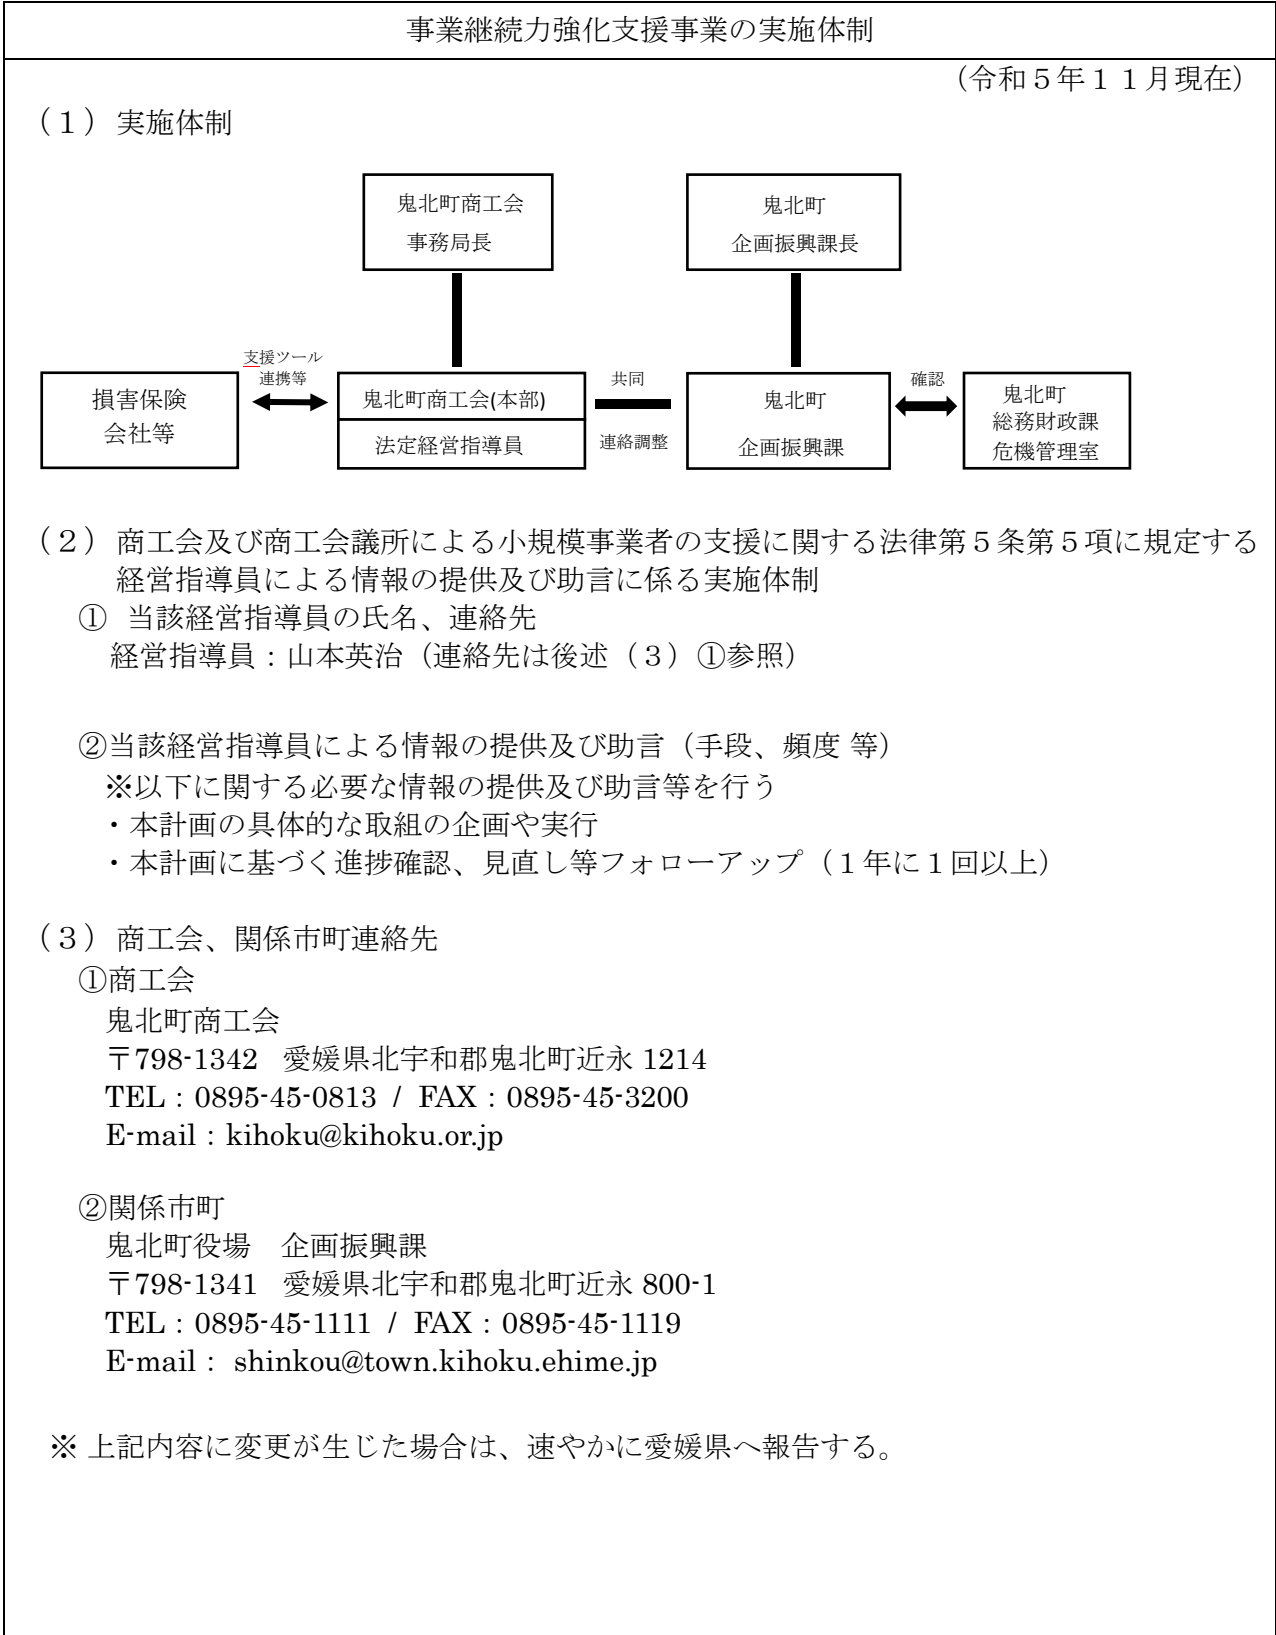 事業継続力強化支援事業の実施体制
（令和５年１１月現在）
（１）実施体制
鬼北町商工会
事務局長
鬼北町
企画振興課長
支援ツール
連携等
損害保険
会社等
鬼北町商工会(本部)
法定経営指導員
共同
連絡調整
鬼北町
企画振興課
確認
鬼北町
総務財政課
危機管理室
（２）商工会及び商工会議所による小規模事業者の支援に関する法律第５条第５項に規定する
経営指導員による情報の提供及び助言に係る実施体制
① 当該経営指導員の氏名、連絡先
経営指導員：山本英治（連絡先は後述（３）①参照）
②当該経営指導員による情報の提供及び助言（手段、頻度 等）
※以下に関する必要な情報の提供及び助言等を行う
・本計画の具体的な取組の企画や実行
・本計画に基づく進捗確認、見直し等フォローアップ（１年に１回以上）
（３）商工会、関係市町連絡先
①商工会
鬼北町商工会
〒798-1342 愛媛県北宇和郡鬼北町近永 1214
TEL：0895-45-0813 / FAX：0895-45-3200
E-mail：kihoku@kihoku.or.jp
②関係市町
鬼北町役場　企画振興課
〒798-1341 愛媛県北宇和郡鬼北町近永 800-1
TEL：0895-45-1111 / FAX：0895-45-1119
E-mail： shinkou@town.kihoku.ehime.jp
※ 上記内容に変更が生じた場合は、速やかに愛媛県へ報告する。